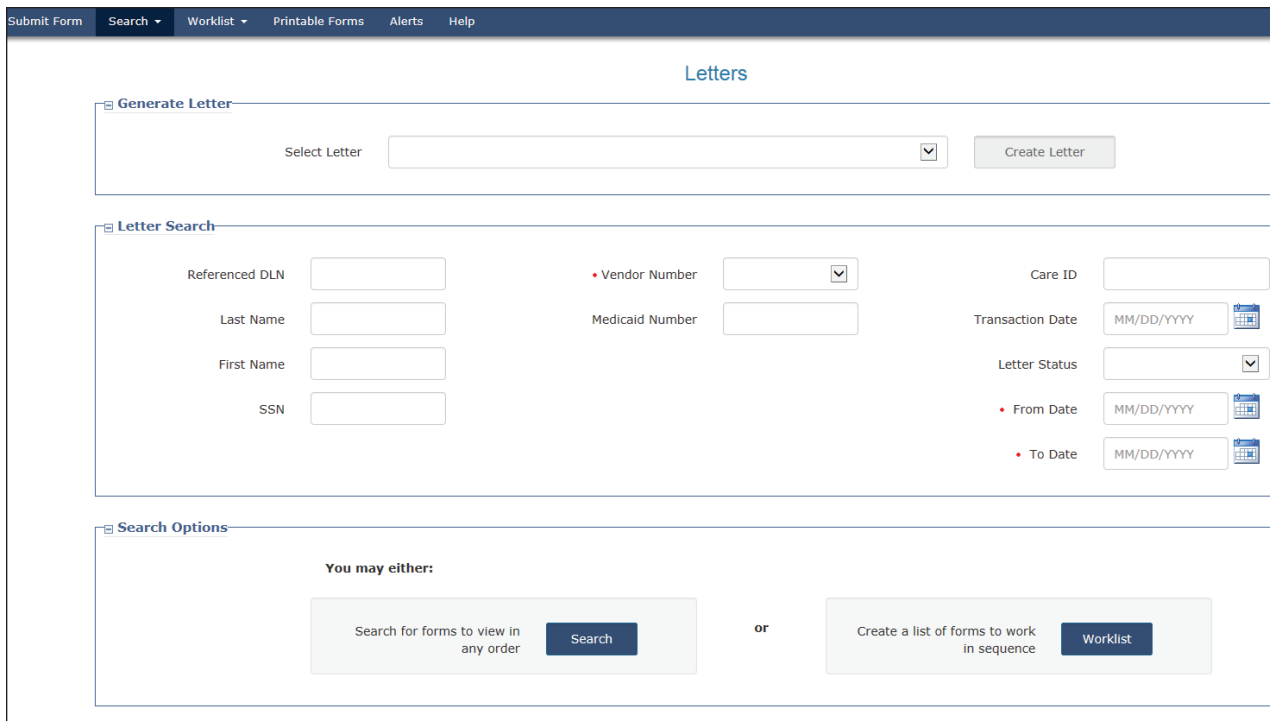 Submit Form Search Worklist Printable Forms Alerts Help
Letters
Generate Letter
Select Letter Create Letter
Letter Search
Referenced DLN • Vendor Number Care ID
Last Name Medicaid Number Transaction Date MM/DD/YYYY
First Name Letter Status
SSN • From Date MM/DD/YYYY
• To Date MM/DD/YYYY
Search Options
You may either:
Search for forms to view in
any order
Search
or
Create a list of forms to work
in sequence
Worklist